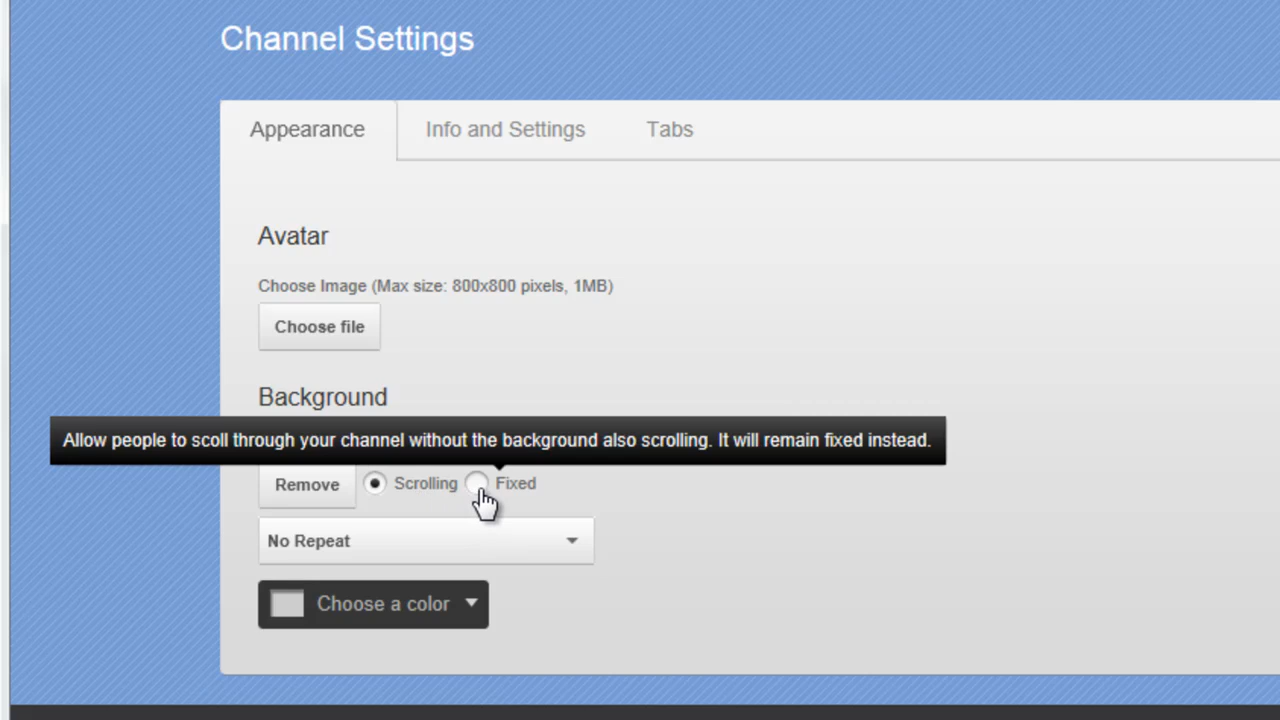 Channel Settings
Appearance
Info and Settings
Tabs
Avatar
Choose Image (Max size: 800x800 pixels, 1MB)
Choose file
Background
Allow people to scoll through your channel without the background also scrolling. It will remain fixed instead.
Remove
Scrolling
Fixed
No Repeat
Choose a color